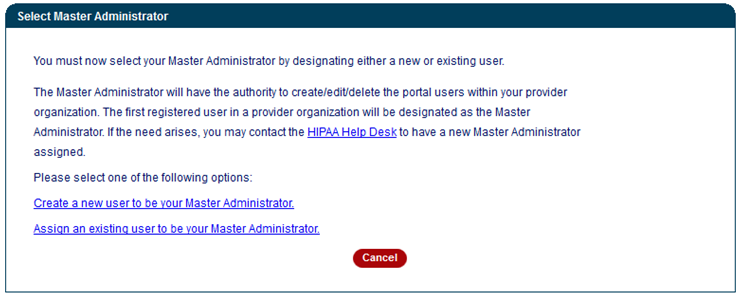 Select Master Administrator
You must now select your Master Administrator by designating either a new or existing user.
The Master Administrator will have the authority to create/edit/delete the portal users within your provider
organization. The first registered user in a provider organization will be designated as the Master
Administrator. If the need arises, you may contact the HIPAA Help Desk to have a new Master Administrator
assigned.
Please select one of the following options:
Create a new user to be your Master Administrator.
Assign an existing user to be your Master Administrator.
Cancel